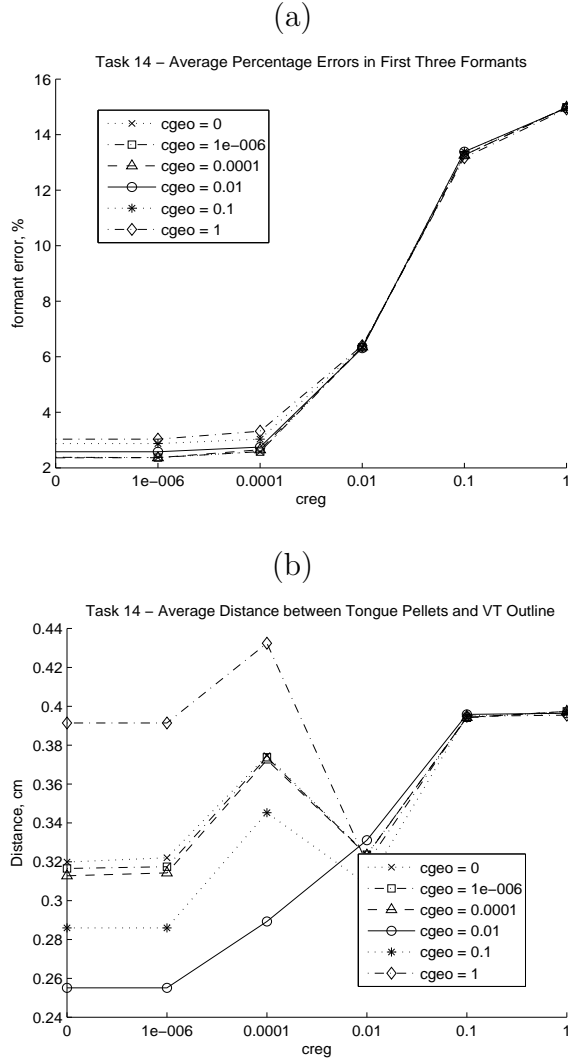 (a)
Task 14 – Average Percentage Errors in First Three Formants
16
14
12
10
8
6
4
2
formant error, %
cgeo = 0
cgeo = 1e-006
cgeo = 0.0001
cgeo = 0.01
cgeo = 0.1
cgeo = 1
0 1e-006 0.0001 0.01 0.1 1
creg
(b)
Task 14 – Average Distance between Tongue Pellets and VT Outline
0.44
0.42
0.4
0.38
0.36
0.34
0.32
0.3
0.28
0.26
0.24
Distance, cm
cgeo = 0
cgeo = 1e-006
cgeo = 0.0001
cgeo = 0.01
cgeo = 0.1
cgeo = 1
0 1e-006 0.0001 0.01 0.1 1
creg